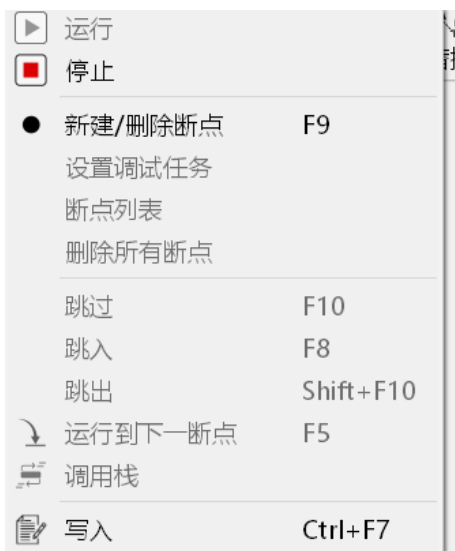 运行
停止
新建/删除断点 F9
设置调试任务
断点列表
删除所有断点
跳过 F10
跳入 F8
跳出 Shift+F10
运行到下一断点 F5
调用栈
写入 Ctrl+F7